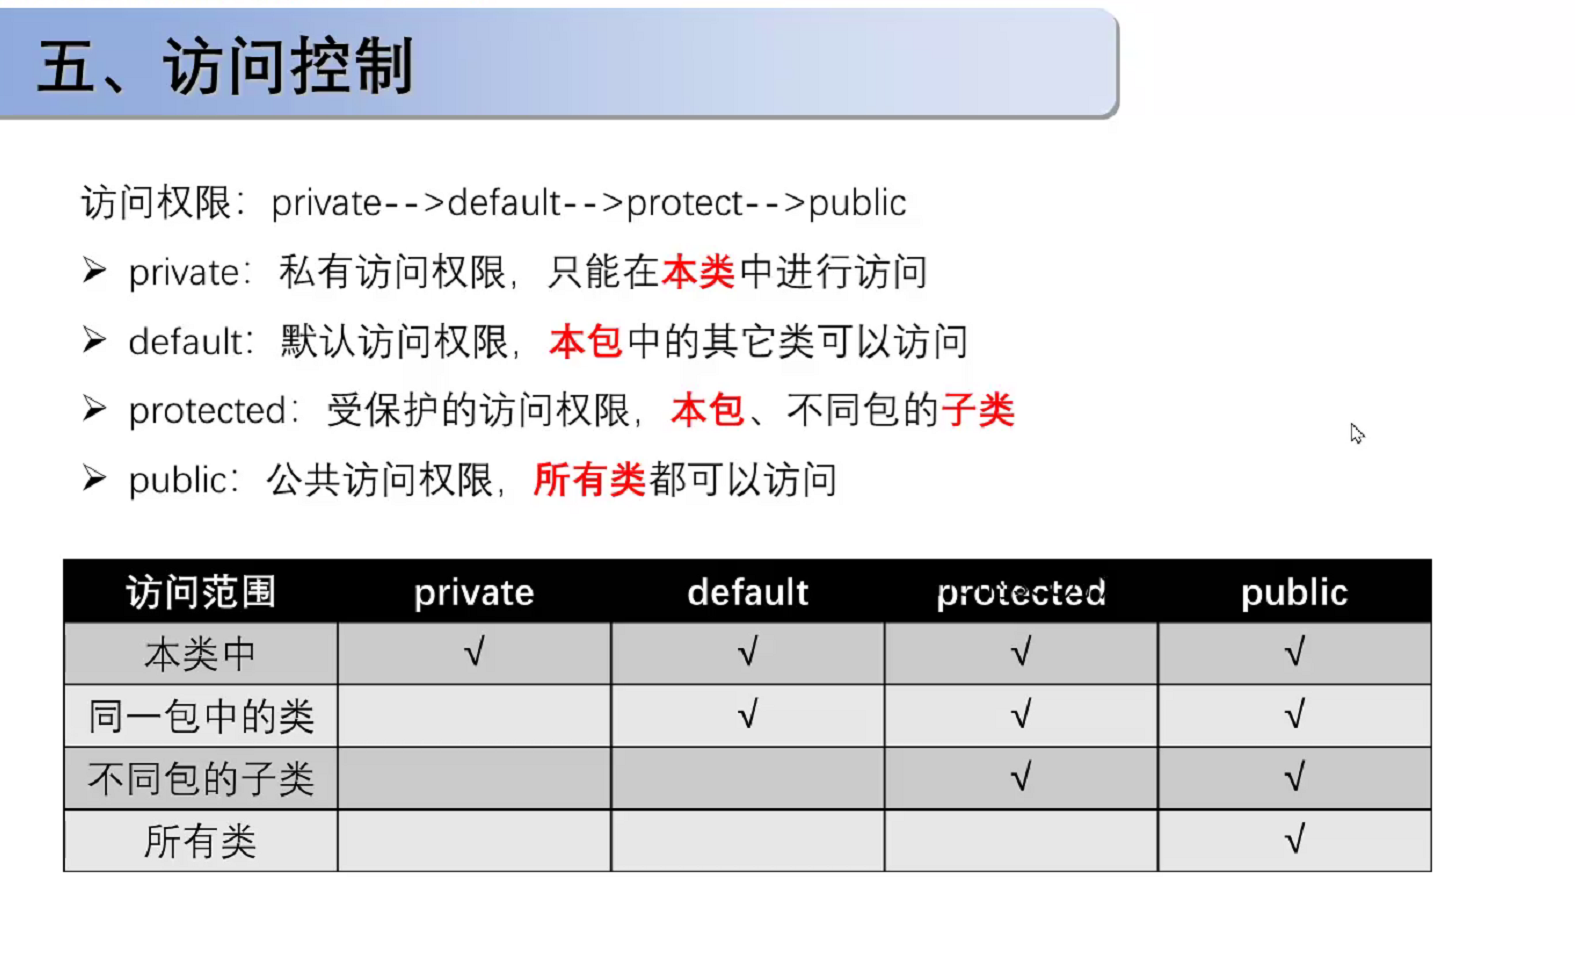 五、访问控制
访问权限：private-->default-->protect-->public
➢ private：私有访问权限，只能在本类中进行访问
➢ default：默认访问权限，本包中的其它类可以访问
➢ protected：受保护的访问权限，本包、不同包的子类
➢ public：公共访问权限，所有类都可以访问
访问范围 private default protected public
本类中 √ √ √ √
同一包中的类 √ √ √
不同包的子类 √ √
所有类 √